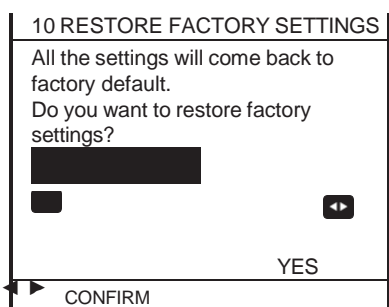 10 RESTORE FACTORY SETTINGS
All the settings will come back to
factory default.
Do you want to restore factory
settings?
YES
CONFIRM